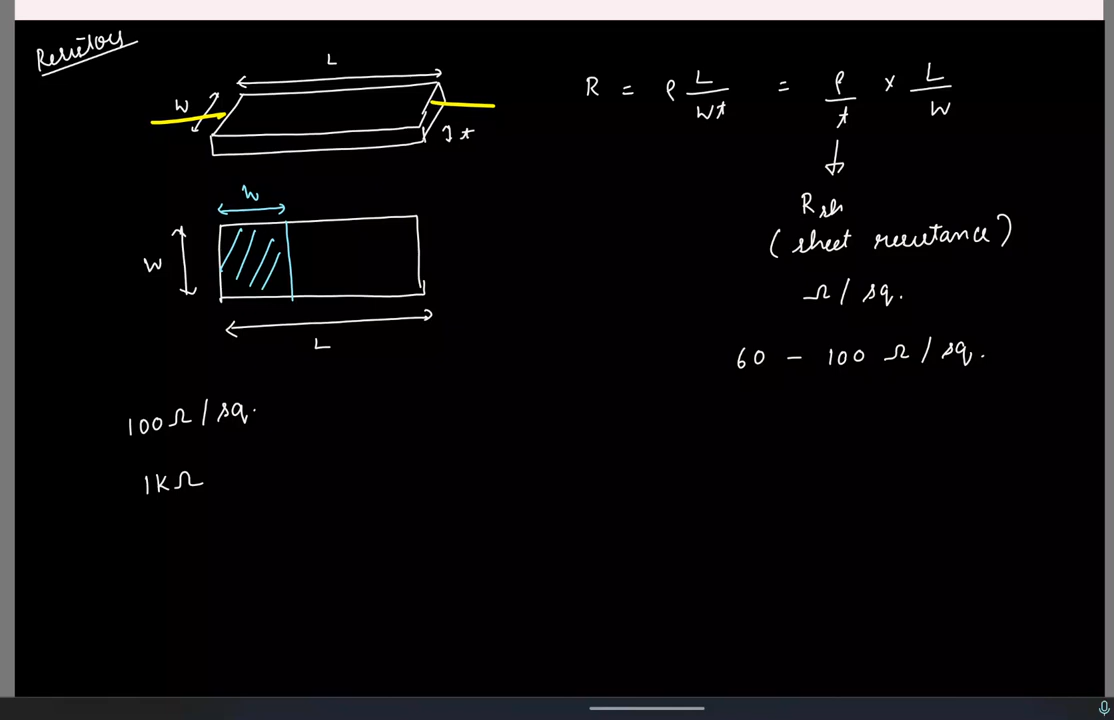 Resistors
L
W
t
R = ρ L/Wt = ρ/t × L/W
Rsh
(sheet resistance)
Ω/sq.
60 - 100 Ω/sq.
W
W
L
100Ω/sq.
1KΩ